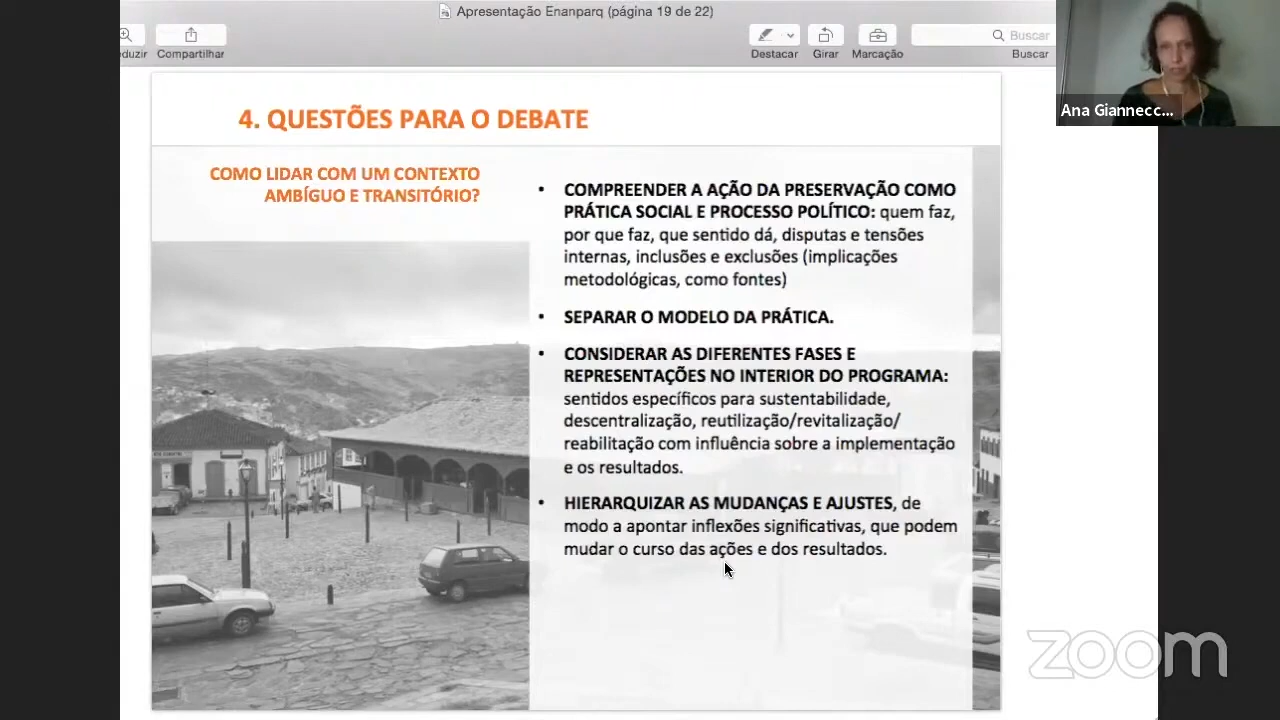 Apresentação Enanparq (página 19 de 22)
duzir
Compartilhar
Destacar
Girar
Marcação
Buscar
Buscar
Ana Giannecc...
4. QUESTÕES PARA O DEBATE
COMO LIDAR COM UM CONTEXTO
AMBÍGUO E TRANSITÓRIO?
• COMPREENDER A AÇÃO DA PRESERVAÇÃO COMO
PRÁTICA SOCIAL E PROCESSO POLÍTICO: quem faz,
por que faz, que sentido dá, disputas e tensões
internas, inclusões e exclusões (implicações
metodológicas, como fontes)
• SEPARAR O MODELO DA PRÁTICA.
• CONSIDERAR AS DIFERENTES FASES E
REPRESENTAÇÕES NO INTERIOR DO PROGRAMA:
sentidos específicos para sustentabilidade,
descentralização, reutilização/revitalização/
reabilitação com influência sobre a implementação
e os resultados.
• HIERARQUIZAR AS MUDANÇAS E AJUSTES, de
modo a apontar inflexões significativas, que podem
mudar o curso das ações e dos resultados.
zoom